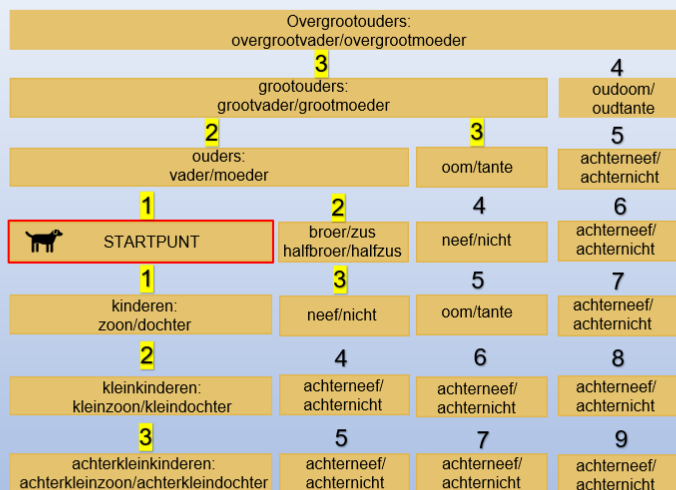 Overgrootouders:
overgrootvader/overgrootmoeder
3
4
grootouders:
grootvader/grootmoeder
oudoom/
oudtante
2
3
5
ouders:
vader/moeder
oom/tante
achterneef/
achternicht
1
2
4
6
STARTPUNT
broer/zus
halfbroer/halfzus
neef/nicht
achterneef/
achternicht
1
3
5
7
kinderen:
zoon/dochter
neef/nicht
oom/tante
achterneef/
achternicht
2
4
6
8
kleinkinderen:
kleinzoon/kleindochter
achterneef/
achternicht
achterneef/
achternicht
achterneef/
achternicht
3
5
7
9
achterkleinkinderen:
achterkleinzoon/achterkleindochter
achterneef/
achternicht
achterneef/
achternicht
achterneef/
achternicht